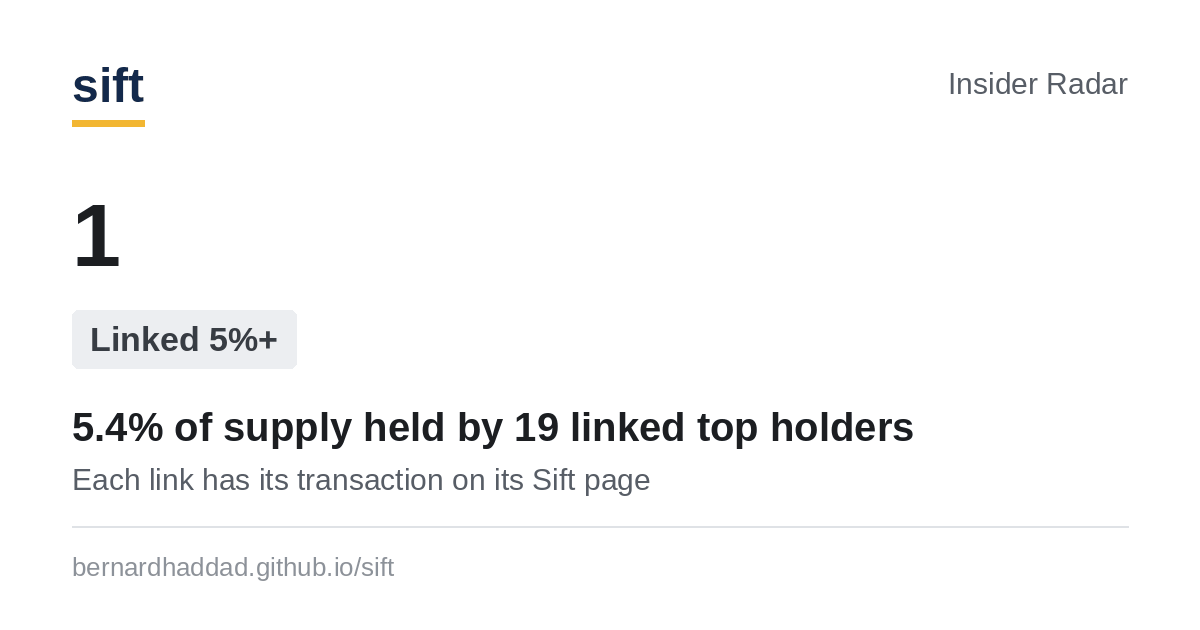 sift
Insider Radar
1
Linked 5%+
5.4% of supply held by 19 linked top holders
Each link has its transaction on its Sift page
bernardhaddad.github.io/sift